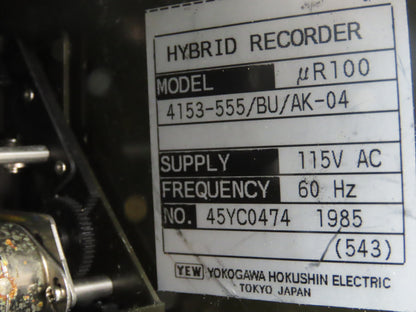 HYBRID RECORDER
MODEL μR100
4153-555/BU/AK-04
SUPPLY 115V AC
FREQUENCY 60 Hz
NO. 45YC0474 1985
(543)
YEW YOKOGAWA HOKUSHIN ELECTRIC
TOKYO JAPAN